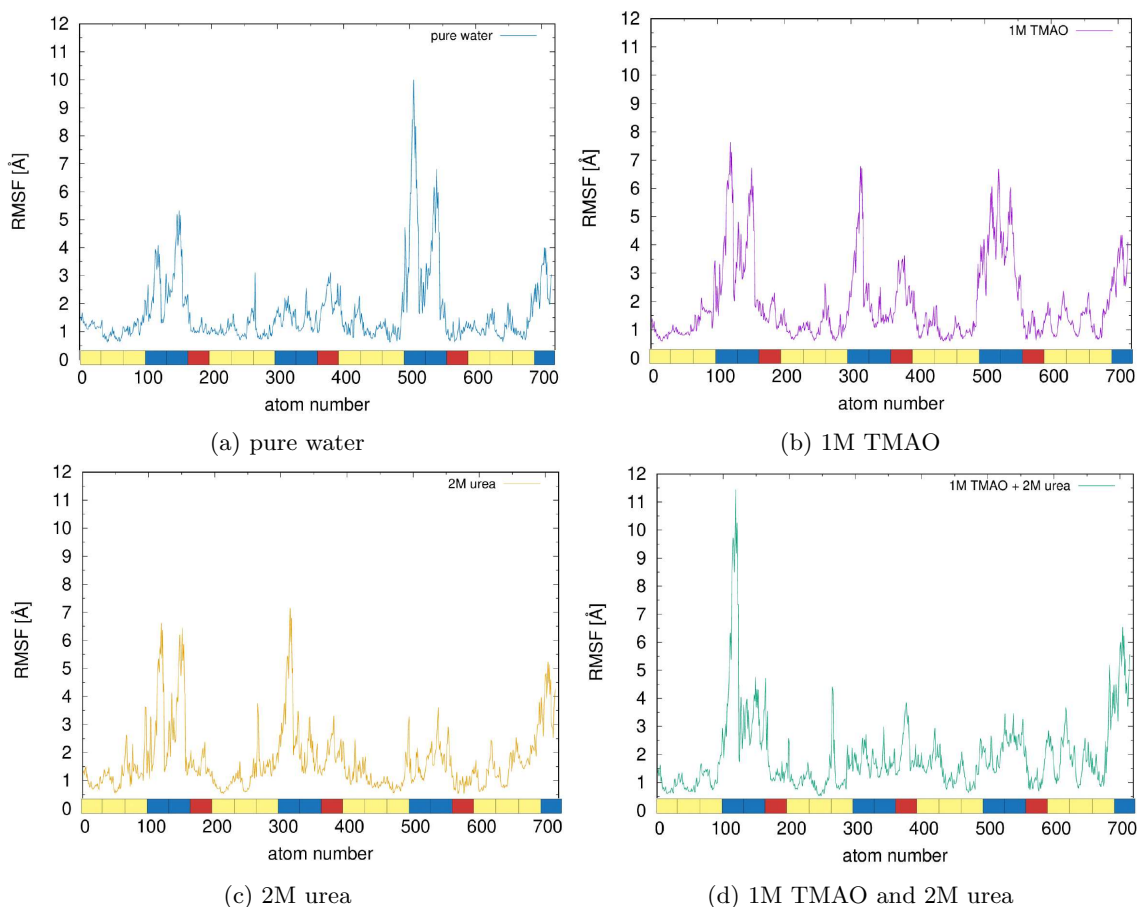 12
11
10
9
8
7
6
5
4
3
2
1
0
RMSF [Å]
pure water
0 100 200 300 400 500 600 700
atom number
(a) pure water
12
11
10
9
8
7
6
5
4
3
2
1
0
RMSF [Å]
1M TMAO
0 100 200 300 400 500 600 700
atom number
(b) 1M TMAO
12
11
10
9
8
7
6
5
4
3
2
1
0
RMSF [Å]
2M urea
0 100 200 300 400 500 600 700
atom number
(c) 2M urea
12
11
10
9
8
7
6
5
4
3
2
1
0
RMSF [Å]
1M TMAO + 2M urea
0 100 200 300 400 500 600 700
atom number
(d) 1M TMAO and 2M urea